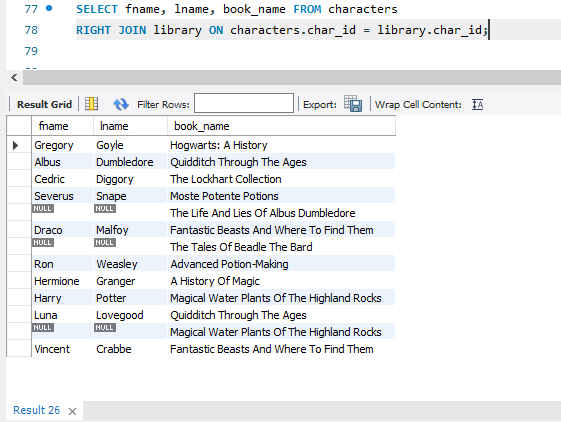 77 SELECT fname, lname, book_name FROM characters
78 RIGHT JOIN library ON characters.char_id = library.char_id;
79
Result Grid Filter Rows: Export: Wrap Cell Content: IA
fname lname book_name
Gregory Goyle Hogwarts: A History
Albus Dumbledore Quidditch Through The Ages
Cedric Diggory The Lockhart Collection
Severus Snape Moste Potente Potions
NULL NULL The Life And Lies Of Albus Dumbledore
Draco Malfoy Fantastic Beasts And Where To Find Them
NULL NULL The Tales Of Beadle The Bard
Ron Weasley Advanced Potion-Making
Hermione Granger A History Of Magic
Harry Potter Magical Water Plants Of The Highland Rocks
Luna Lovegood Quidditch Through The Ages
NULL NULL Magical Water Plants Of The Highland Rocks
Vincent Crabbe Fantastic Beasts And Where To Find Them
Result 26